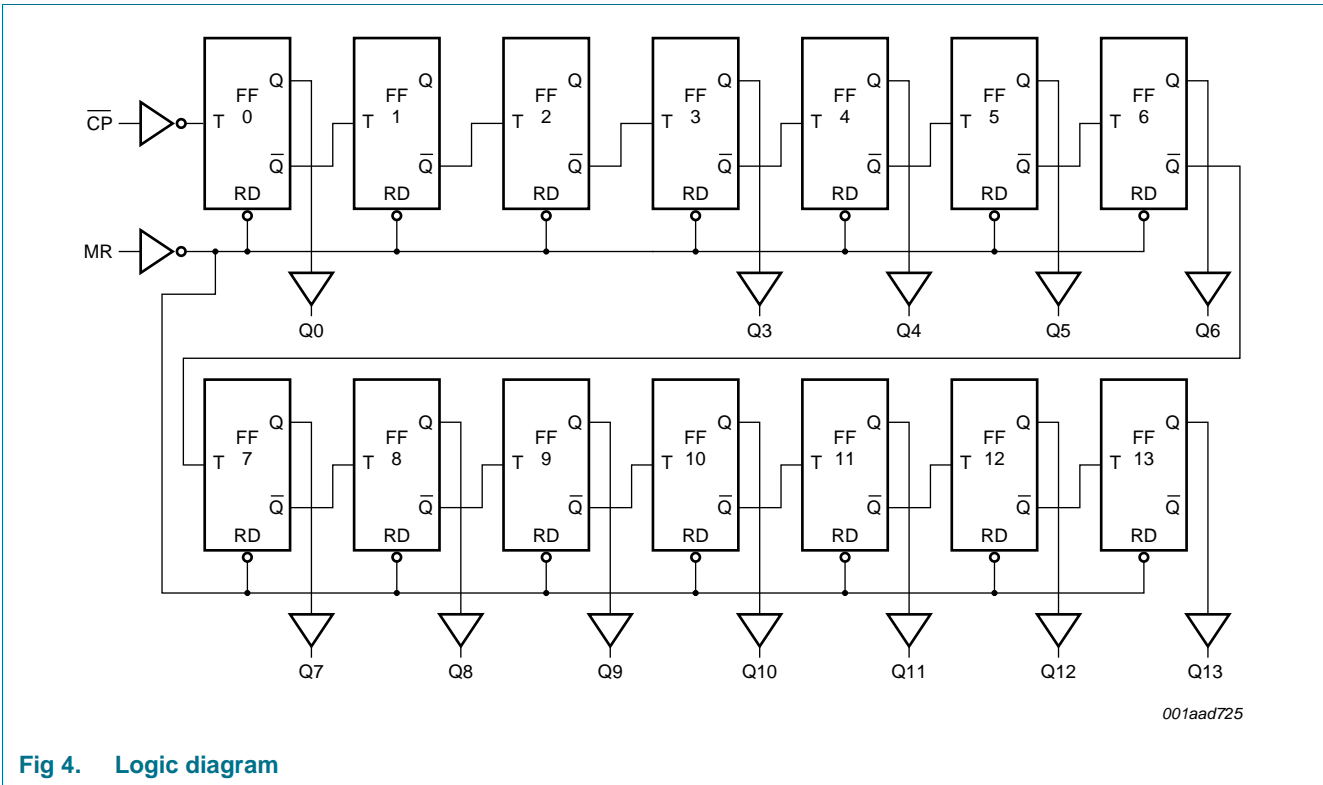 Q Q Q Q Q Q Q
FF FF FF FF FF FF FF
C̅P̅ T 0 T 1 T 2 T 3 T 4 T 5 T 6
Q̅ Q̅ Q̅ Q̅ Q̅ Q̅ Q̅
RD RD RD RD RD RD RD
MR
Q0 Q3 Q4 Q5 Q6
Q Q Q Q Q Q Q
FF FF FF FF FF FF FF
T 7 T 8 T 9 T 10 T 11 T 12 T 13
Q̅ Q̅ Q̅ Q̅ Q̅ Q̅ Q̅
RD RD RD RD RD RD RD
Q7 Q8 Q9 Q10 Q11 Q12 Q13
001aad725
Fig 4. Logic diagram